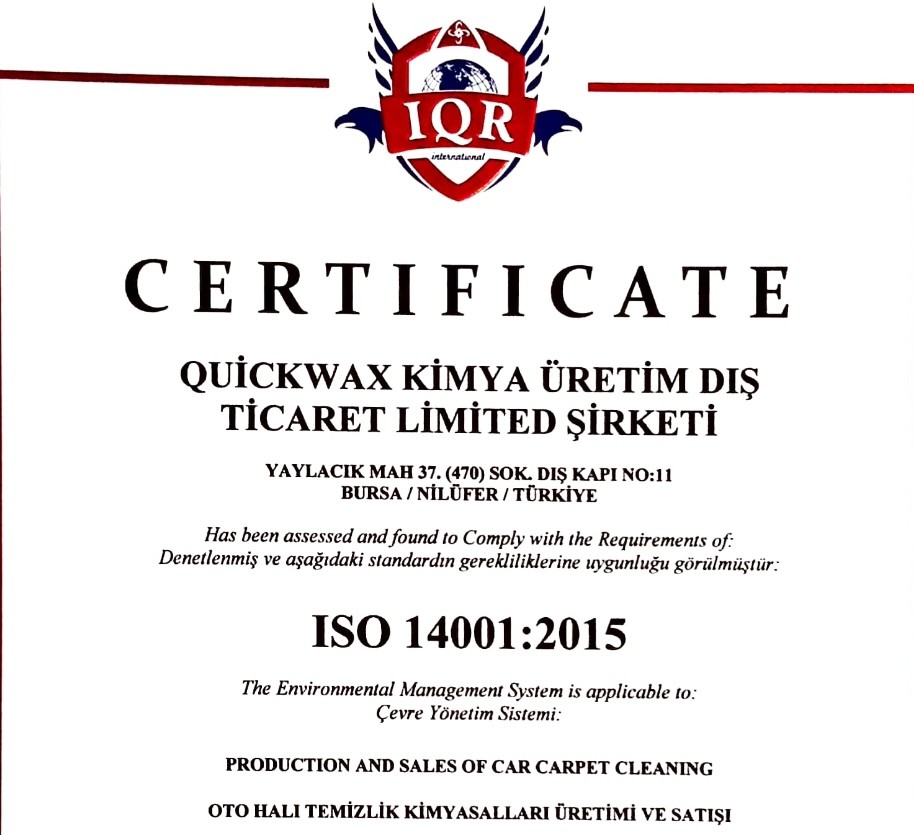 IQR
international
CERTIFICATE
QUİCKWAX KİMYA ÜRETİM DIŞ
TİCARET LİMİTED ŞİRKETİ
YAYLACIK MAH 37. (470) SOK. DIŞ KAPI NO:11
BURSA / NİLÜFER / TÜRKİYE
Has been assessed and found to Comply with the Requirements of:
Denetlenmiş ve aşağıdaki standardın gerekliliklerine uygunluğu görülmüştür:
ISO 14001:2015
The Environmental Management System is applicable to:
Çevre Yönetim Sistemi:
PRODUCTION AND SALES OF CAR CARPET CLEANING
OTO HALI TEMİZLİK KİMYASALLARI ÜRETİMİ VE SATIŞI